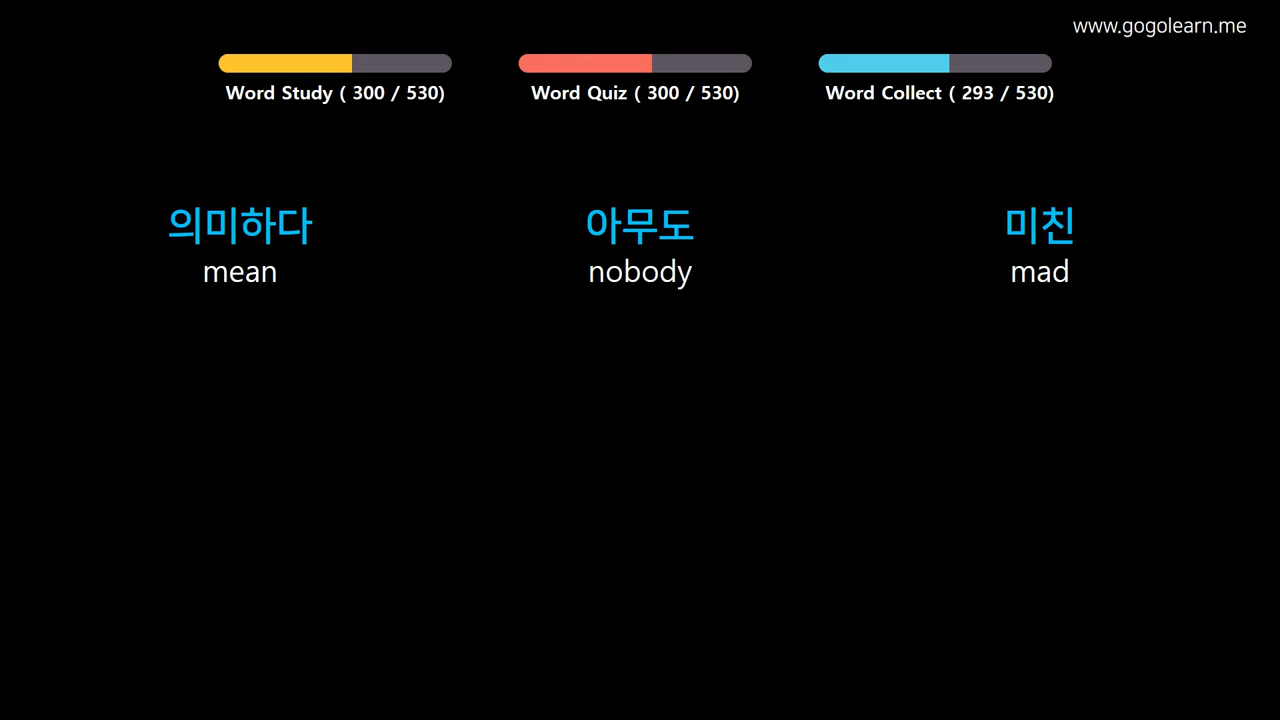 www.gogolearn.me
Word Study ( 300 / 530)
Word Quiz ( 300 / 530)
Word Collect ( 293 / 530)
의미하다
mean
아무도
nobody
미친
mad